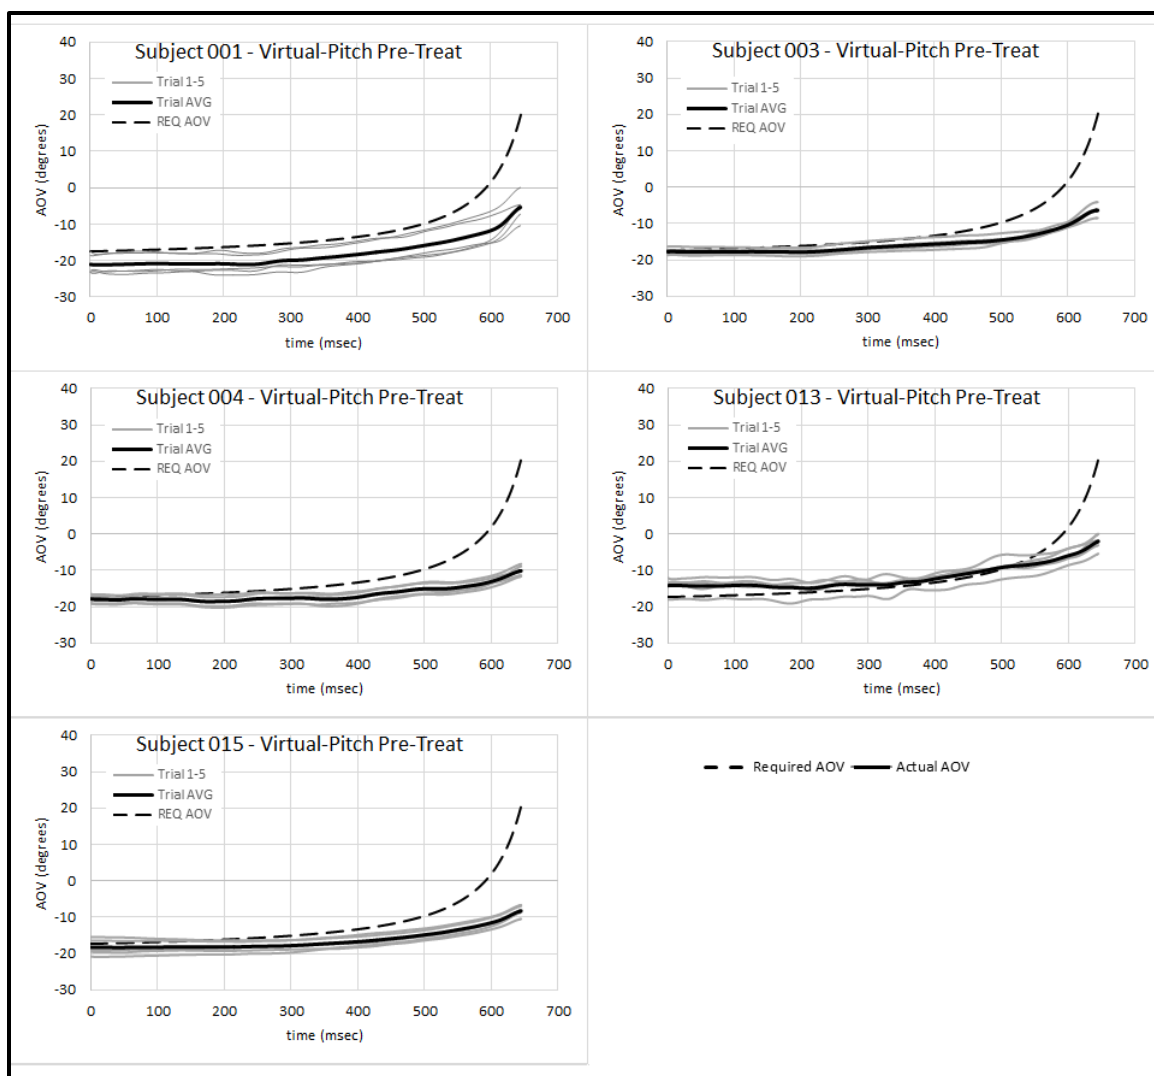 Subject 001 - Virtual-Pitch Pre-Treat
40
30
20
10
0
-10
-20
-30
AOV (degrees)
Trial 1-5
Trial AVG
REQ AOV
0 100 200 300 400 500 600 700
time (msec)
Subject 003 - Virtual-Pitch Pre-Treat
40
30
20
10
0
-10
-20
-30
AOV (degrees)
Trial 1-5
Trial AVG
REQ AOV
0 100 200 300 400 500 600 700
time (msec)
Subject 004 - Virtual-Pitch Pre-Treat
40
30
20
10
0
-10
-20
-30
AOV (degrees)
Trial 1-5
Trial AVG
REQ AOV
0 100 200 300 400 500 600 700
time (msec)
Subject 013 - Virtual-Pitch Pre-Treat
40
30
20
10
0
-10
-20
-30
AOV (degrees)
Trial 1-5
Trial AVG
REQ AOV
0 100 200 300 400 500 600 700
time (msec)
Subject 015 - Virtual-Pitch Pre-Treat
40
30
20
10
0
-10
-20
-30
AOV (degrees)
Trial 1-5
Trial AVG
REQ AOV
0 100 200 300 400 500 600 700
time (msec)
Required AOV Actual AOV